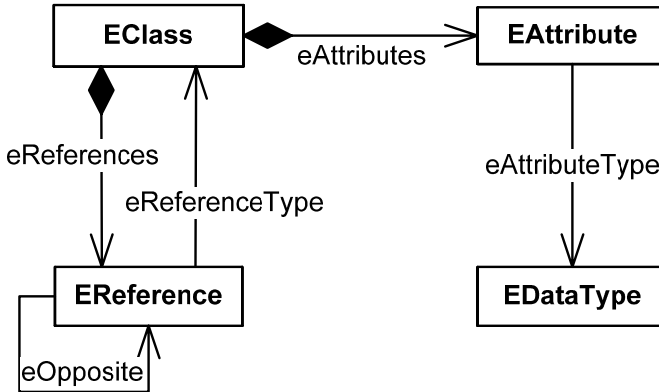 EClass
EAttribute
eAttributes
eReferences
eAttributeType
eReferenceType
EReference
EDataType
eOpposite